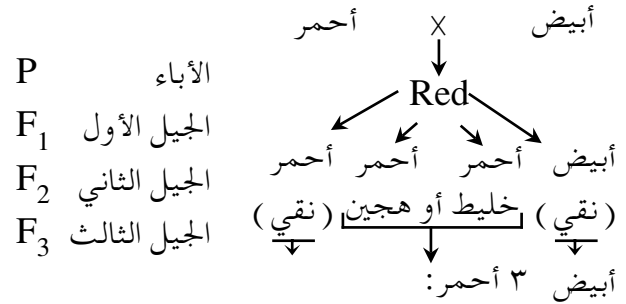 أحمر × أبيض
الأباء P
Red
الجيل الأول F1
أحمر أحمر أحمر أبيض
الجيل الثاني F2
(نقي) خليط أو هجين (نقي)
الجيل الثالث F3
٣ أحمر: أبيض